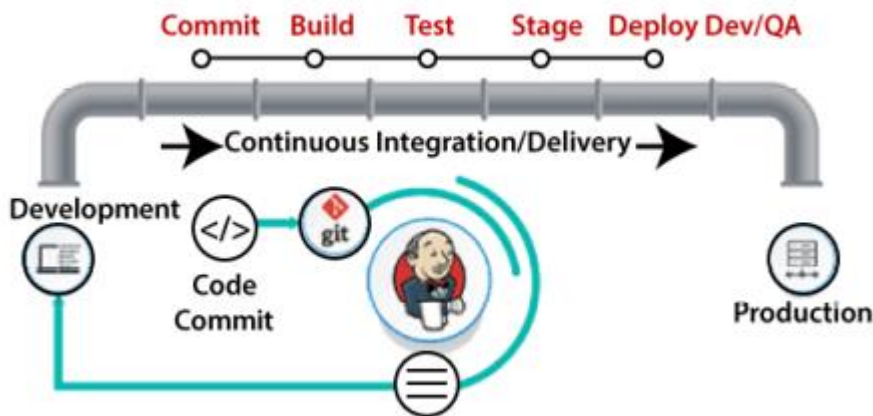 Commit Build Test Stage Deploy Dev/QA
Continuous Integration/Delivery
Development
</>
git
Code
Commit
Production